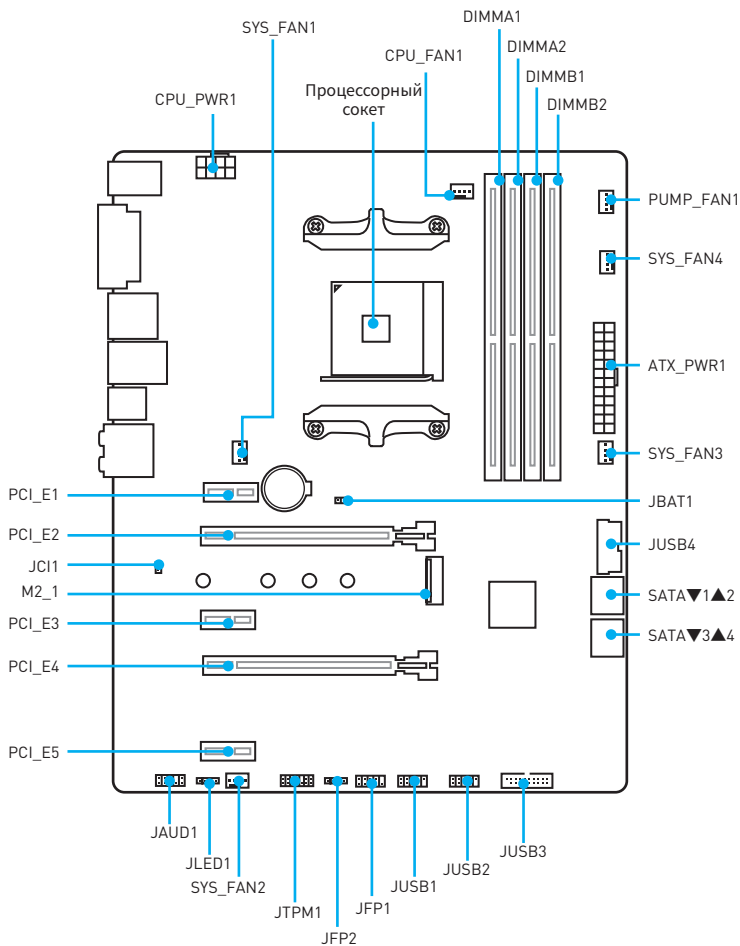 DIMMA1
SYS_FAN1
DIMMA2
CPU_FAN1
DIMMB1
Процессорный
сокет
CPU_PWR1
DIMMB2
PUMP_FAN1
SYS_FAN4
ATX_PWR1
SYS_FAN3
PCI_E1
JBAT1
PCI_E2
JUSB4
JCI1
M2_1
SATA▼1▲2
PCI_E3
SATA▼3▲4
PCI_E4
PCI_E5
JAUD1
JLED1
SYS_FAN2
JTPM1
JFP2
JFP1
JUSB1
JUSB2
JUSB3